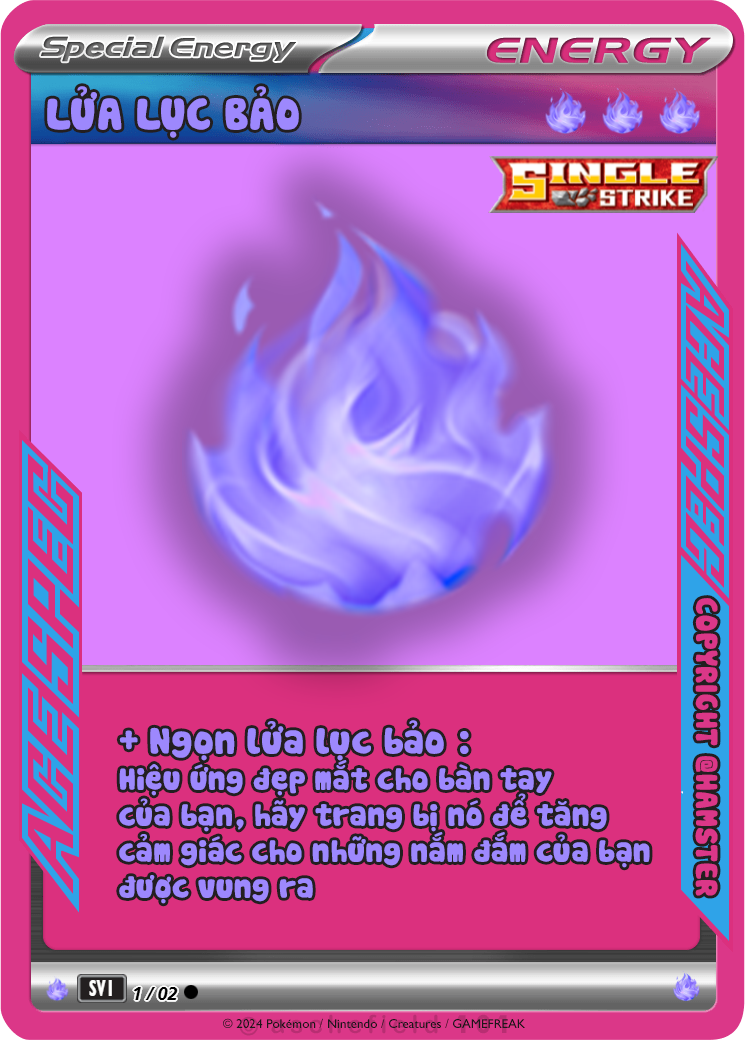 Special Energy
ENERGY
LỬA LỤC BẢO
SINGLE
STRIKE
ACESPEC
ACESPEC
COPYRIGHT @HAMSTER
+ Ngọn lửa lục bảo :
Hiệu ứng đẹp mắt cho bàn tay
của bạn, hãy trang bị nó để tăng
cảm giác cho những nắm đấm của bạn
được vung ra
SVI
1 / 02
© 2024 Pokémon / Nintendo / Creatures / GAMEFREAK